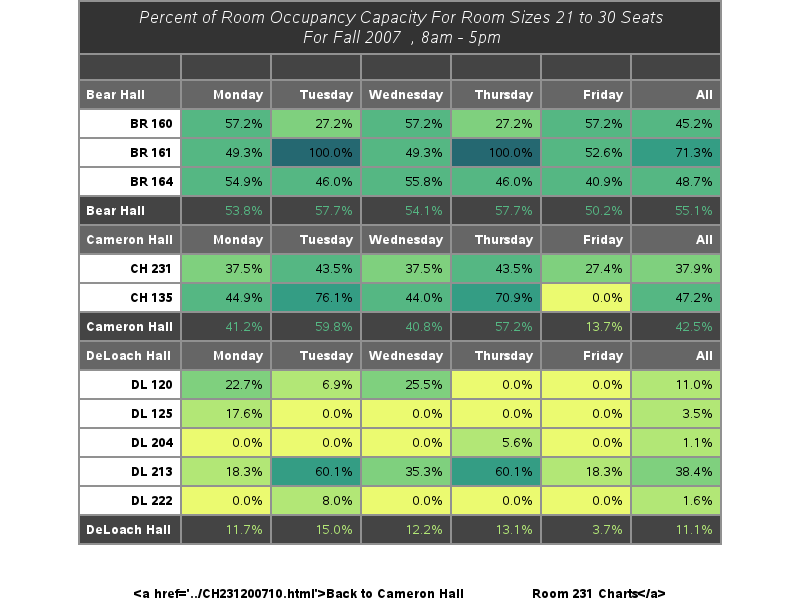 Percent of Room Occupancy Capacity For Room Sizes 21 to 30 Seats
For Fall 2007 , 8am - 5pm
Bear Hall Monday Tuesday Wednesday Thursday Friday All
BR 160 57.2% 27.2% 57.2% 27.2% 57.2% 45.2%
BR 161 49.3% 100.0% 49.3% 100.0% 52.6% 71.3%
BR 164 54.9% 46.0% 55.8% 46.0% 40.9% 48.7%
Bear Hall 53.8% 57.7% 54.1% 57.7% 50.2% 55.1%
Cameron Hall Monday Tuesday Wednesday Thursday Friday All
CH 231 37.5% 43.5% 37.5% 43.5% 27.4% 37.9%
CH 135 44.9% 76.1% 44.0% 70.9% 0.0% 47.2%
Cameron Hall 41.2% 59.8% 40.8% 57.2% 13.7% 42.5%
DeLoach Hall Monday Tuesday Wednesday Thursday Friday All
DL 120 22.7% 6.9% 25.5% 0.0% 0.0% 11.0%
DL 125 17.6% 0.0% 0.0% 0.0% 0.0% 3.5%
DL 204 0.0% 0.0% 0.0% 5.6% 0.0% 1.1%
DL 213 18.3% 60.1% 35.3% 60.1% 18.3% 38.4%
DL 222 0.0% 8.0% 0.0% 0.0% 0.0% 1.6%
DeLoach Hall 11.7% 15.0% 12.2% 13.1% 3.7% 11.1%
<a href='../CH231200710.html'>Back to Cameron Hall Room 231 Charts</a>